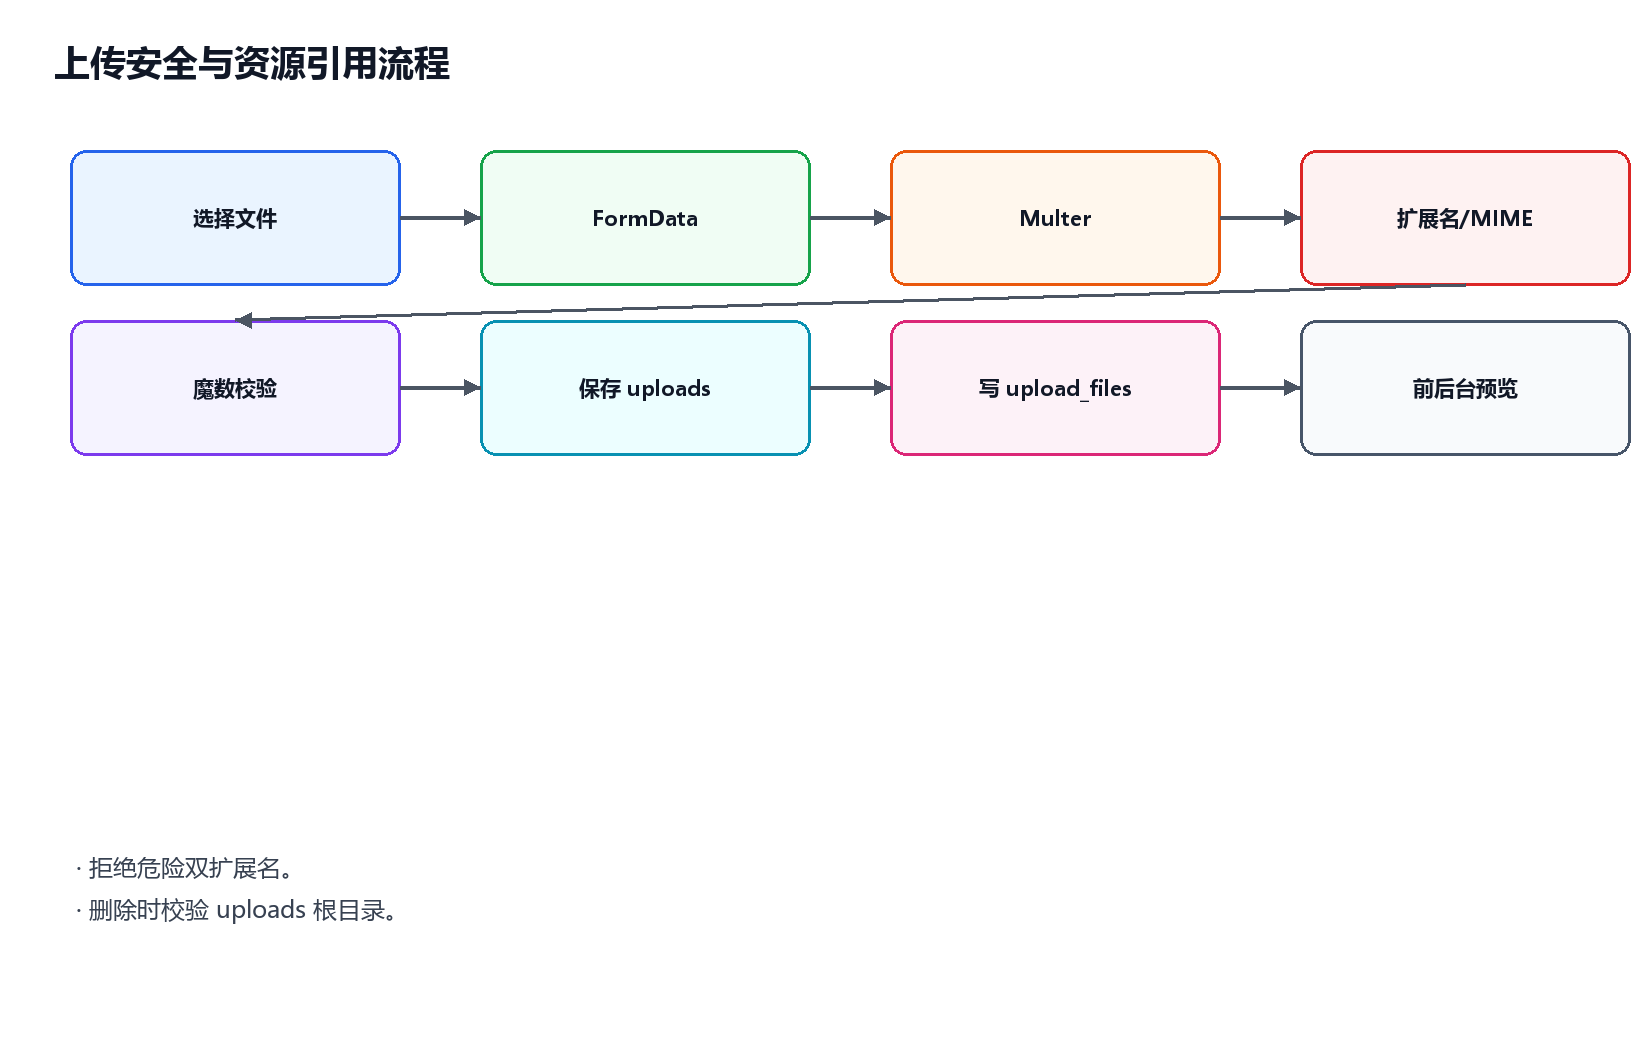 上传安全与资源引用流程
选择文件
FormData
Multer
扩展名/MIME
魔数校验
保存 uploads
写 upload_files
前后台预览
· 拒绝危险双扩展名。
· 删除时校验 uploads 根目录。